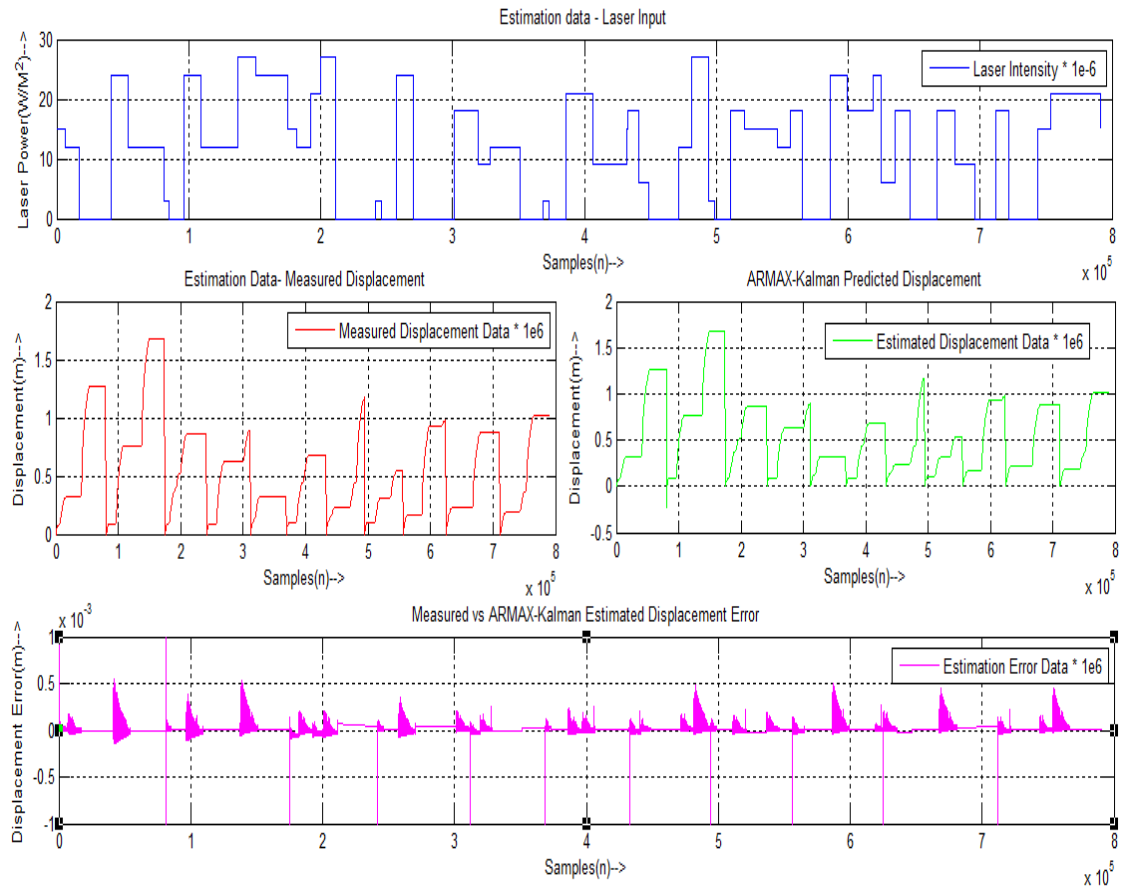 Estimation data - Laser Input
Laser Power(W/M²)-->
30
20
10
0
Laser Intensity * 1e-6
0 1 2 3 4 5 6 7 8
Samples(n)-->
x 10⁵
Estimation Data- Measured Displacement
Displacement(m)-->
2
1.5
1
0.5
0
Measured Displacement Data * 1e6
0 1 2 3 4 5 6 7 8
Samples(n)-->
x 10⁵
ARMAX-Kalman Predicted Displacement
Displacement(m)-->
2
1.5
1
0.5
0
-0.5
Estimated Displacement Data * 1e6
0 1 2 3 4 5 6 7 8
Samples(n)-->
x 10⁵
Measured vs ARMAX-Kalman Estimated Displacement Error
x 10⁻³
Displacement Error(m)-->
1
0.5
0
-0.5
-1
Estimation Error Data * 1e6
0 1 2 3 4 5 6 7 8
Samples(n)-->
x 10⁵